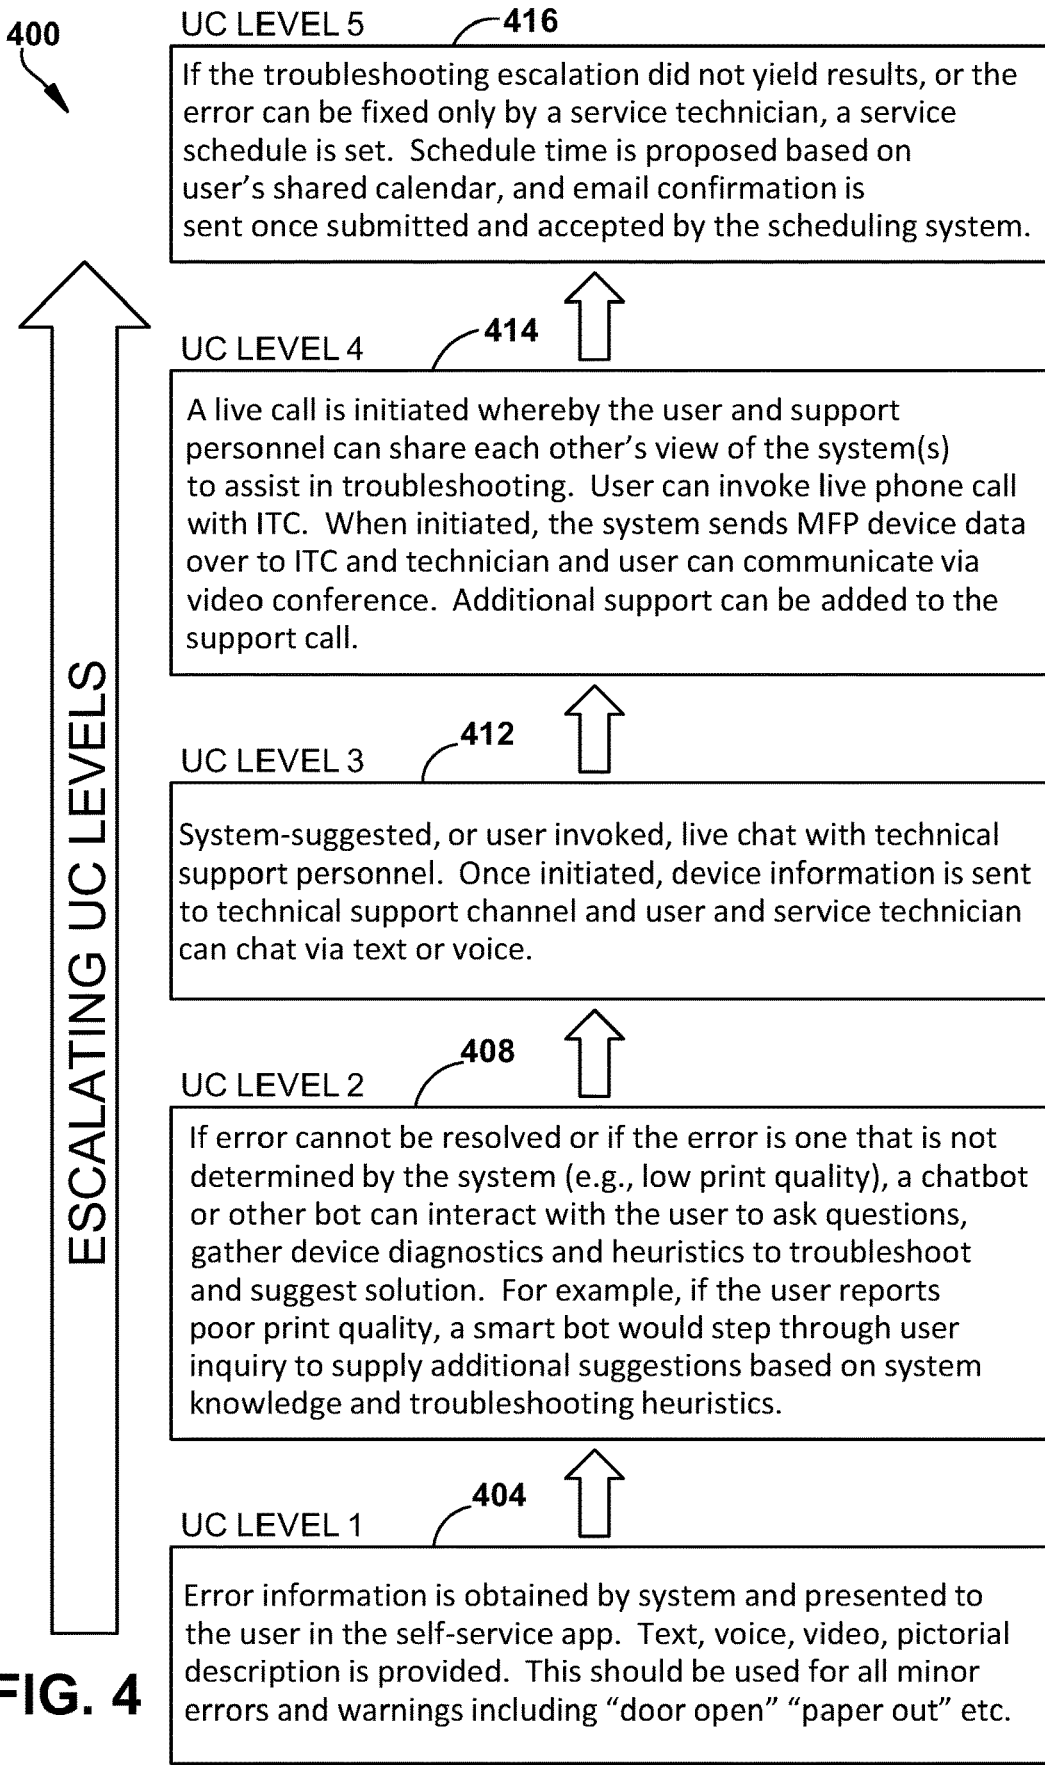 400
UC LEVEL 5
416
If the troubleshooting escalation did not yield results, or the
error can be fixed only by a service technician, a service
schedule is set.  Schedule time is proposed based on
user's shared calendar, and email confirmation is
sent once submitted and accepted by the scheduling system.
UC LEVEL 4
414
A live call is initiated whereby the user and support
personnel can share each other's view of the system(s)
to assist in troubleshooting.  User can invoke live phone call
with ITC.  When initiated, the system sends MFP device data
over to ITC and technician and user can communicate via
video conference.  Additional support can be added to the
support call.
UC LEVEL 3
412
System-suggested, or user invoked, live chat with technical
support personnel.  Once initiated, device information is sent
to technical support channel and user and service technician
can chat via text or voice.
UC LEVEL 2
408
If error cannot be resolved or if the error is one that is not
determined by the system (e.g., low print quality), a chatbot
or other bot can interact with the user to ask questions,
gather device diagnostics and heuristics to troubleshoot
and suggest solution.  For example, if the user reports
poor print quality, a smart bot would step through user
inquiry to supply additional suggestions based on system
knowledge and troubleshooting heuristics.
UC LEVEL 1
404
Error information is obtained by system and presented to
the user in the self-service app.  Text, voice, video, pictorial
description is provided.  This should be used for all minor
errors and warnings including “door open” “paper out” etc.
ESCALATING UC LEVELS
FIG. 4